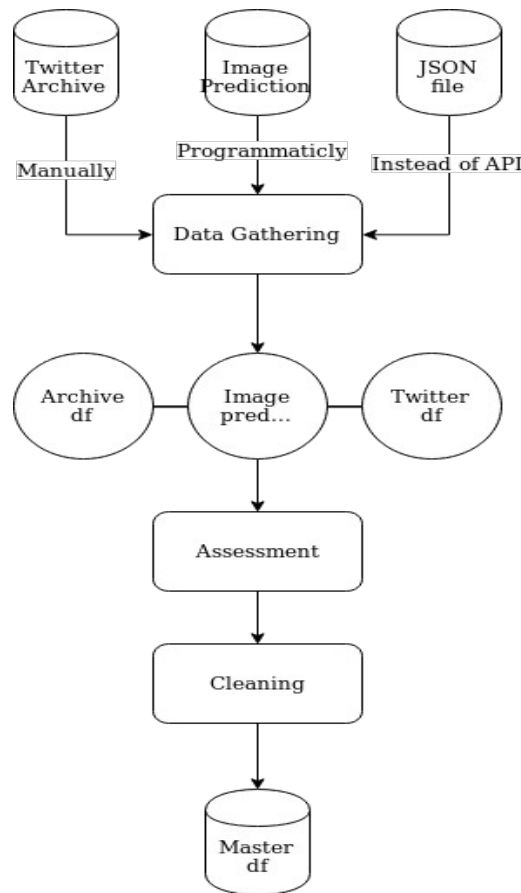 Twitter
Archive
Image
Prediction
JSON
file
Manually
Programmaticly
Instead of API
Data Gathering
Archive
df
Image
pred...
Twitter
df
Assessment
Cleaning
Master
df